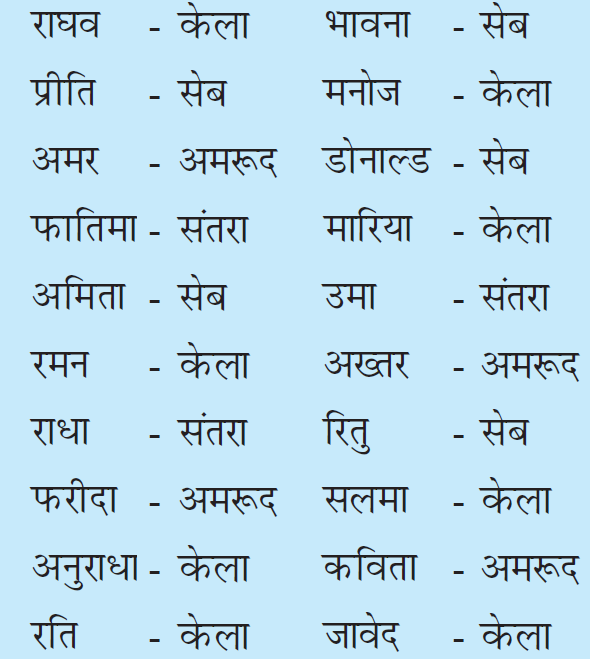 राघव - केला भावना - सेब
प्रीति - सेब मनोज - केला
अमर - अमरूद डोनाल्ड - सेब
फातिमा - संतरा मारिया - केला
अमिता - सेब उमा - संतरा
रमन - केला अख्तर - अमरूद
राधा - संतरा रितु - सेब
फरीदा - अमरूद सलमा - केला
अनुराधा - केला कविता - अमरूद
रति - केला जावेद - केला